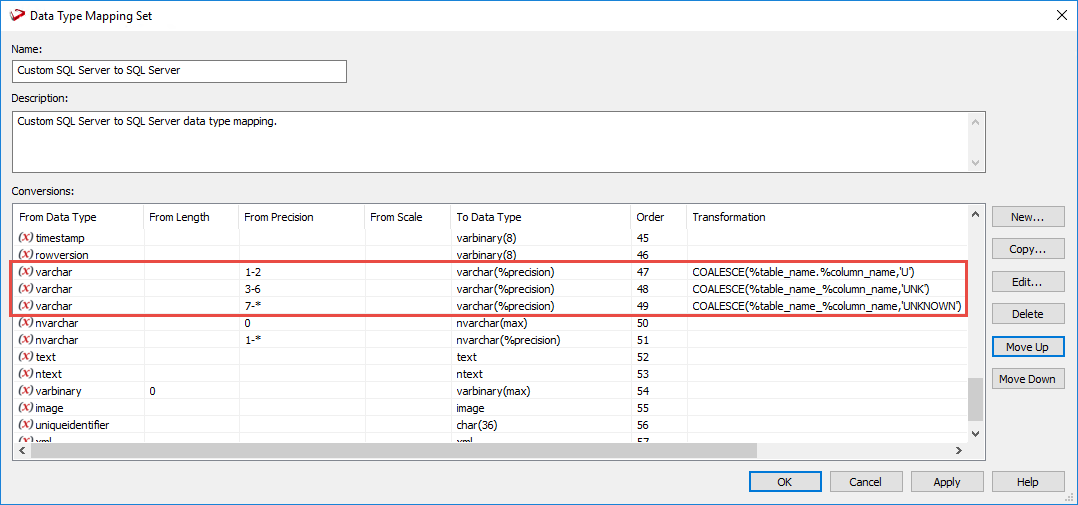 Data Type Mapping Set
Name:
Custom SQL Server to SQL Server
Description:
Custom SQL Server to SQL Server data type mapping.
Conversions:
From Data Type From Length From Precision From Scale To Data Type Order Transformation
(x) timestamp varbinary(8) 45
(x) rowversion varbinary(8) 46
(x) varchar 1-2 varchar(%precision) 47 COALESCE(%table_name.%column_name,'U')
(x) varchar 3-6 varchar(%precision) 48 COALESCE(%table_name_%column_name,'UNK')
(x) varchar 7-* varchar(%precision) 49 COALESCE(%table_name_%column_name,'UNKNOWN')
(x) nvarchar 0 nvarchar(max) 50
(x) nvarchar 1-* nvarchar(%precision) 51
(x) text text 52
(x) ntext ntext 53
(x) varbinary 0 varbinary(max) 54
(x) image image 55
(x) uniqueidentifier char(36) 56
(x) xml xml 57
New...
Copy...
Edit...
Delete
Move Up
Move Down
OK Cancel Apply Help